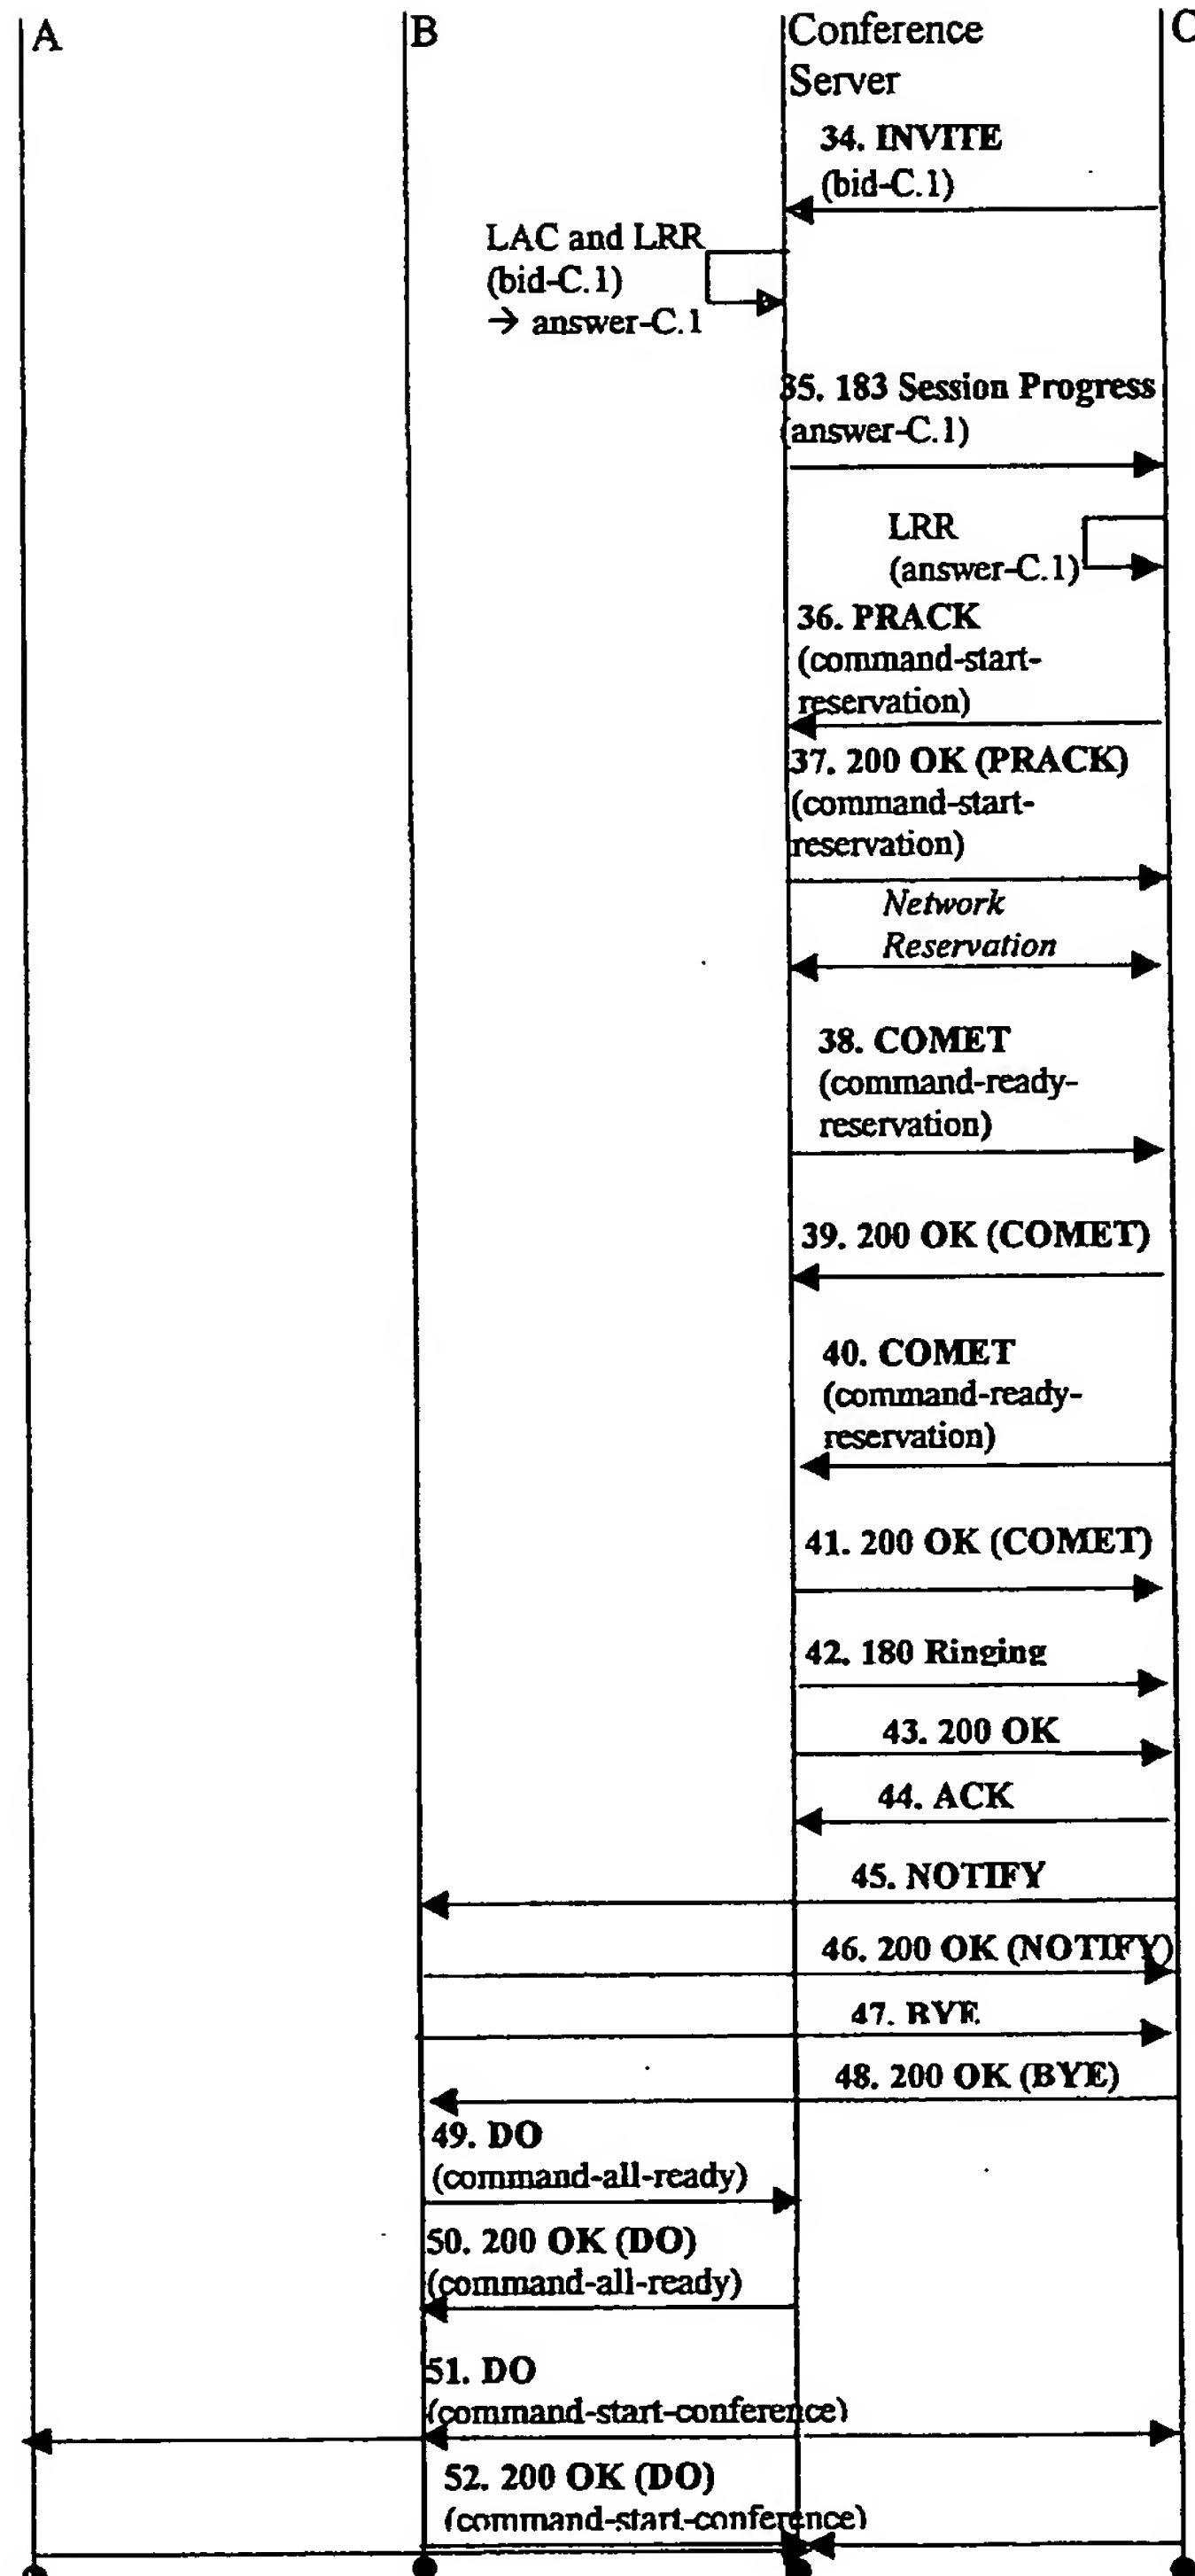 A
B
Conference
Server
C
34. INVITE
(bid-C.1)
LAC and LRR
(bid-C.1)
→ answer-C.1
35. 183 Session Progress
(answer-C.1)
LRR
(answer-C.1)
36. PRACK
(command-start-
reservation)
37. 200 OK (PRACK)
(command-start-
reservation)
Network
Reservation
38. COMET
(command-ready-
reservation)
39. 200 OK (COMET)
40. COMET
(command-ready-
reservation)
41. 200 OK (COMET)
42. 180 Ringing
43. 200 OK
44. ACK
45. NOTIFY
46. 200 OK (NOTIFY)
47. BYE
48. 200 OK (BYE)
49. DO
(command-all-ready)
50. 200 OK (DO)
(command-all-ready)
51. DO
(command-start-conference)
52. 200 OK (DO)
(command-start-conference)